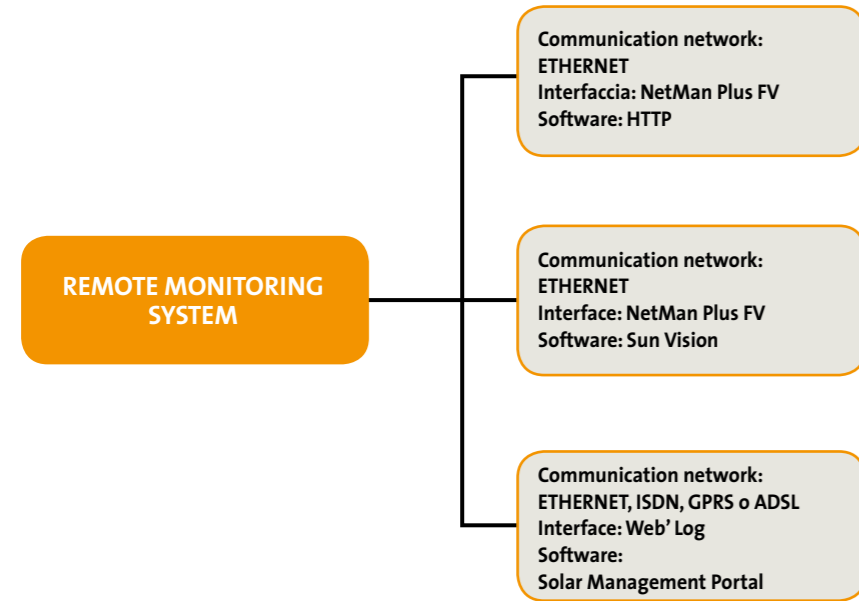 Communication network:
ETHERNET
Interfaccia: NetMan Plus FV
Software: HTTP
REMOTE MONITORING
SYSTEM
Communication network:
ETHERNET
Interface: NetMan Plus FV
Software: Sun Vision
Communication network:
ETHERNET, ISDN, GPRS o ADSL
Interface: Web’ Log
Software:
Solar Management Portal